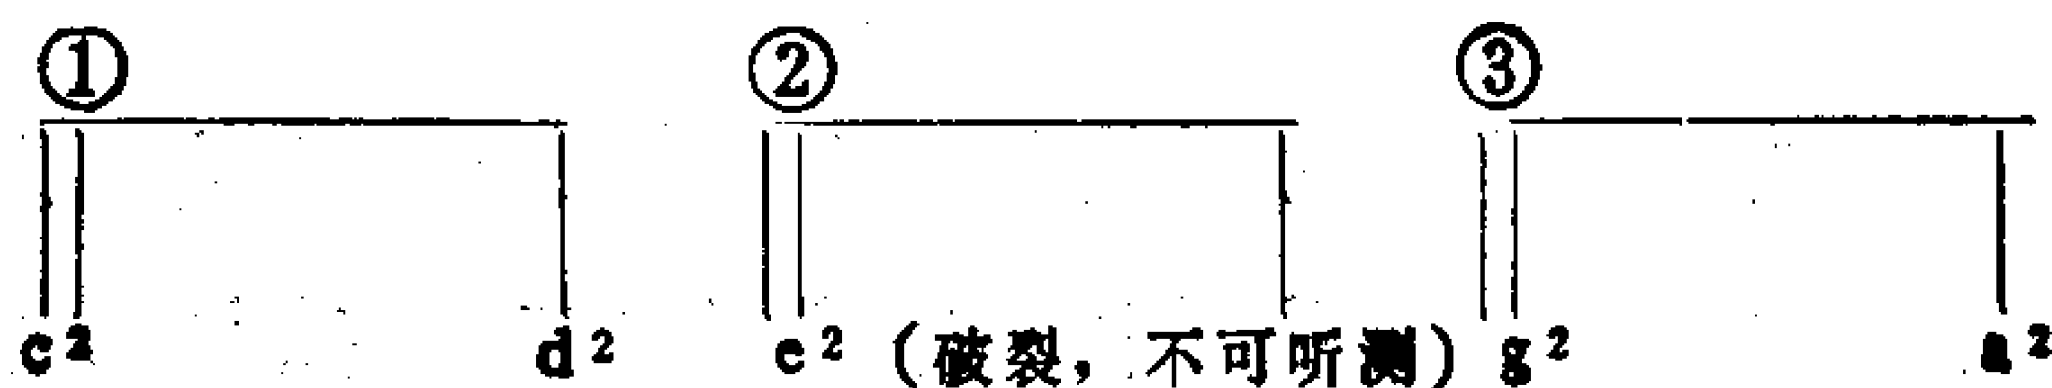 ① ② ③
c² d² e² (破裂，不可听测) g² a²